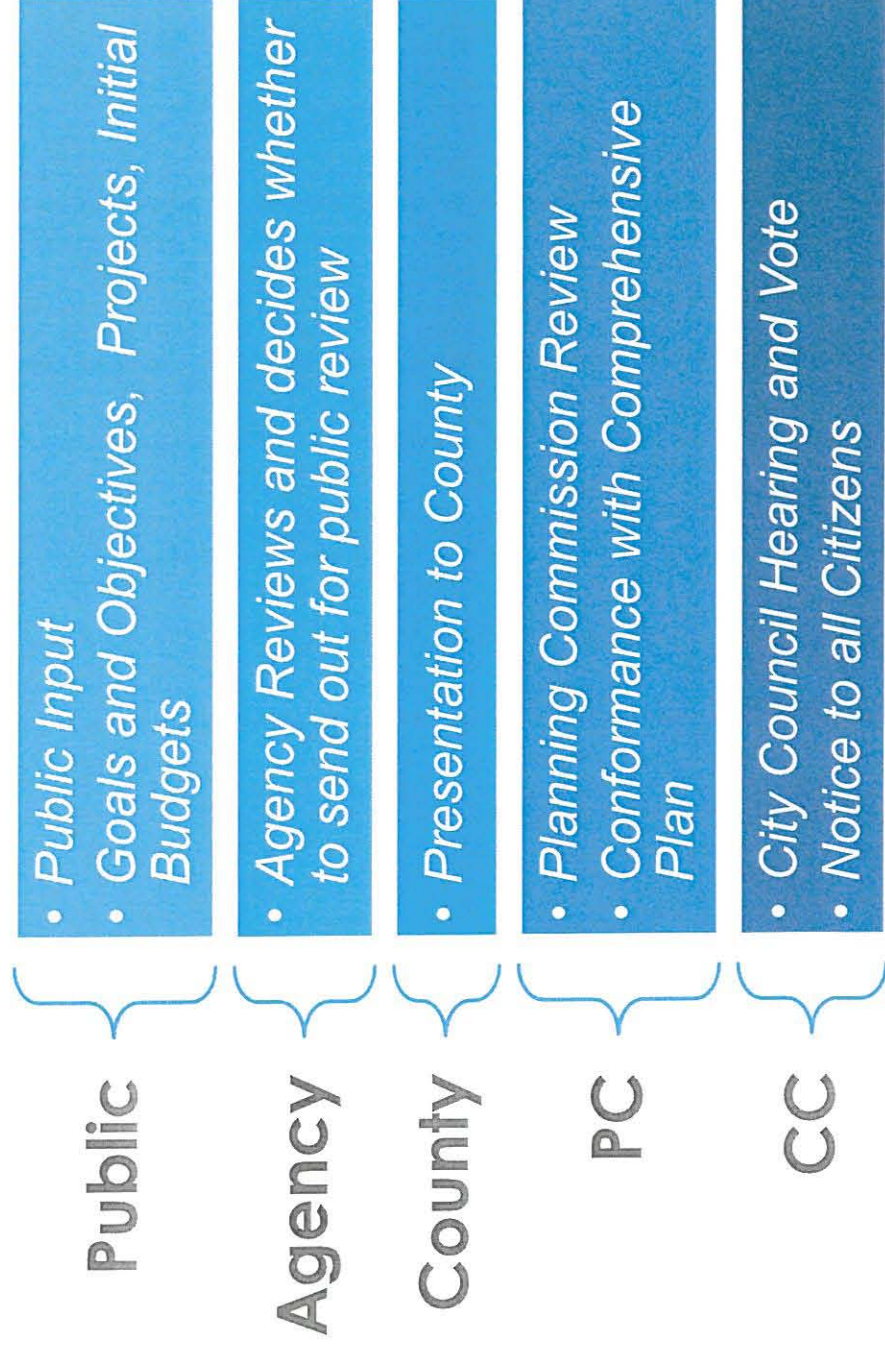 Public
• Public Input
• Goals and Objectives, Projects, Initial
Budgets
Agency
• Agency Reviews and decides whether
to send out for public review
County
• Presentation to County
PC
• Planning Commission Review
• Conformance with Comprehensive
Plan
CC
• City Council Hearing and Vote
• Notice to all Citizens